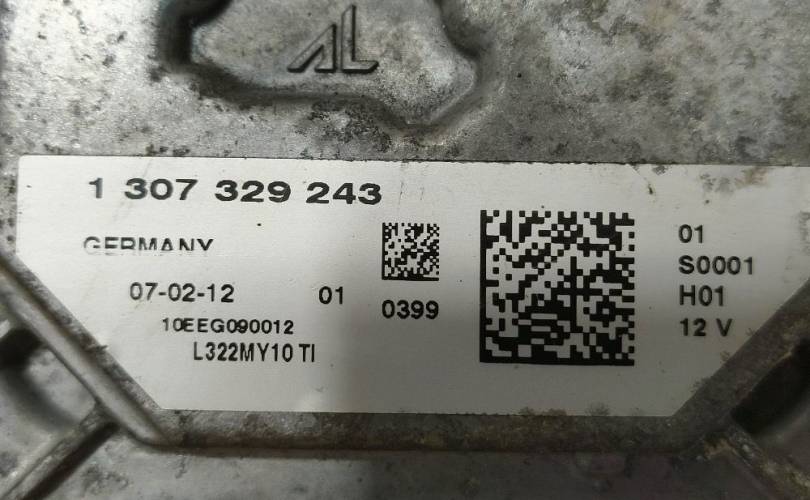 AL
1 307 329 243
GERMANY
07-02-12 01 0399
10EEG090012
L322MY10 TI
01
S0001
H01
12 V